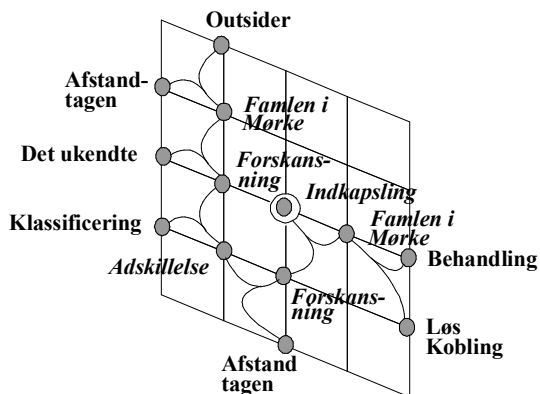 Outsider
Afstand-
tagen
Famlen i
Mørke
Det ukendte
Forskans-
ning
Indkapsling
Klassificering
Famlen i
Mørke
Behandling
Adskillelse
Forskans-
ning
Løs
Kobling
Afstand
tagen